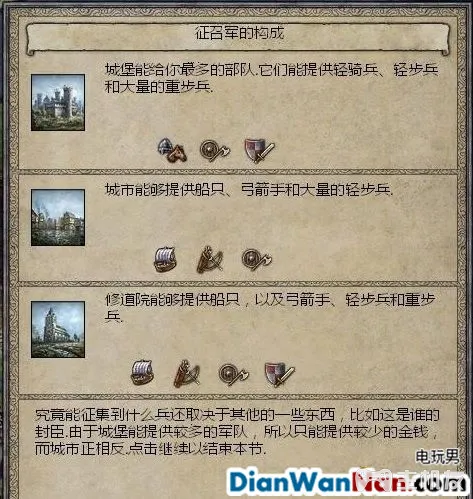 征召军的构成
城堡能给你最多的部队.它们能提供轻骑兵、轻步兵
和大量的重步兵.
城市能够提供船只、弓箭手和大量的轻步兵.
修道院能够提供船只，以及弓箭手、轻步兵和重步
兵.
究竟能征集到什么兵还取决于其他的一些东西，比如这是谁的
封臣.由于城堡能提供较多的军队，所以只能提供较少的金钱，
而城市正相反.点击继续以结束本节.
电玩男
DianWanNan.com